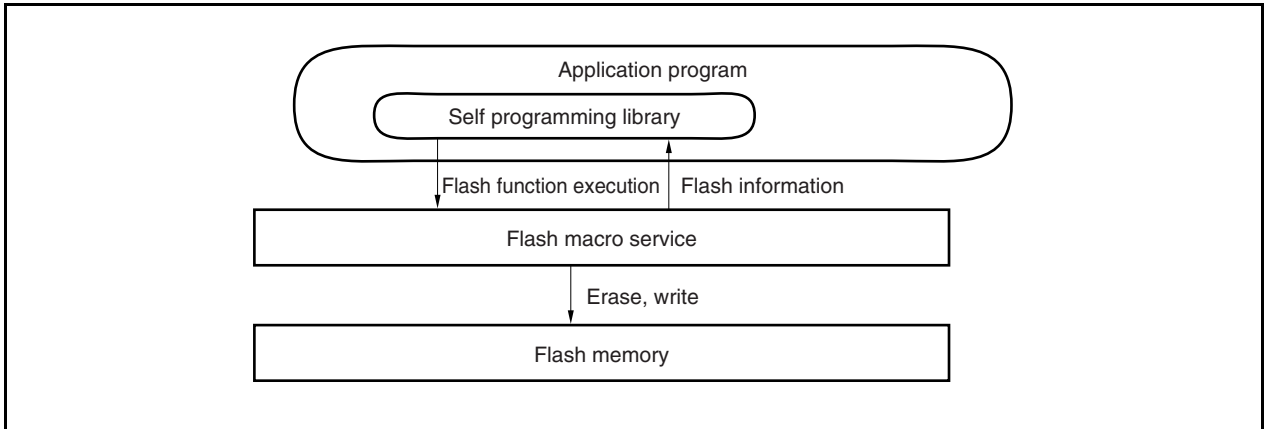 Application program
Self programming library
Flash function execution
Flash information
Flash macro service
Erase, write
Flash memory